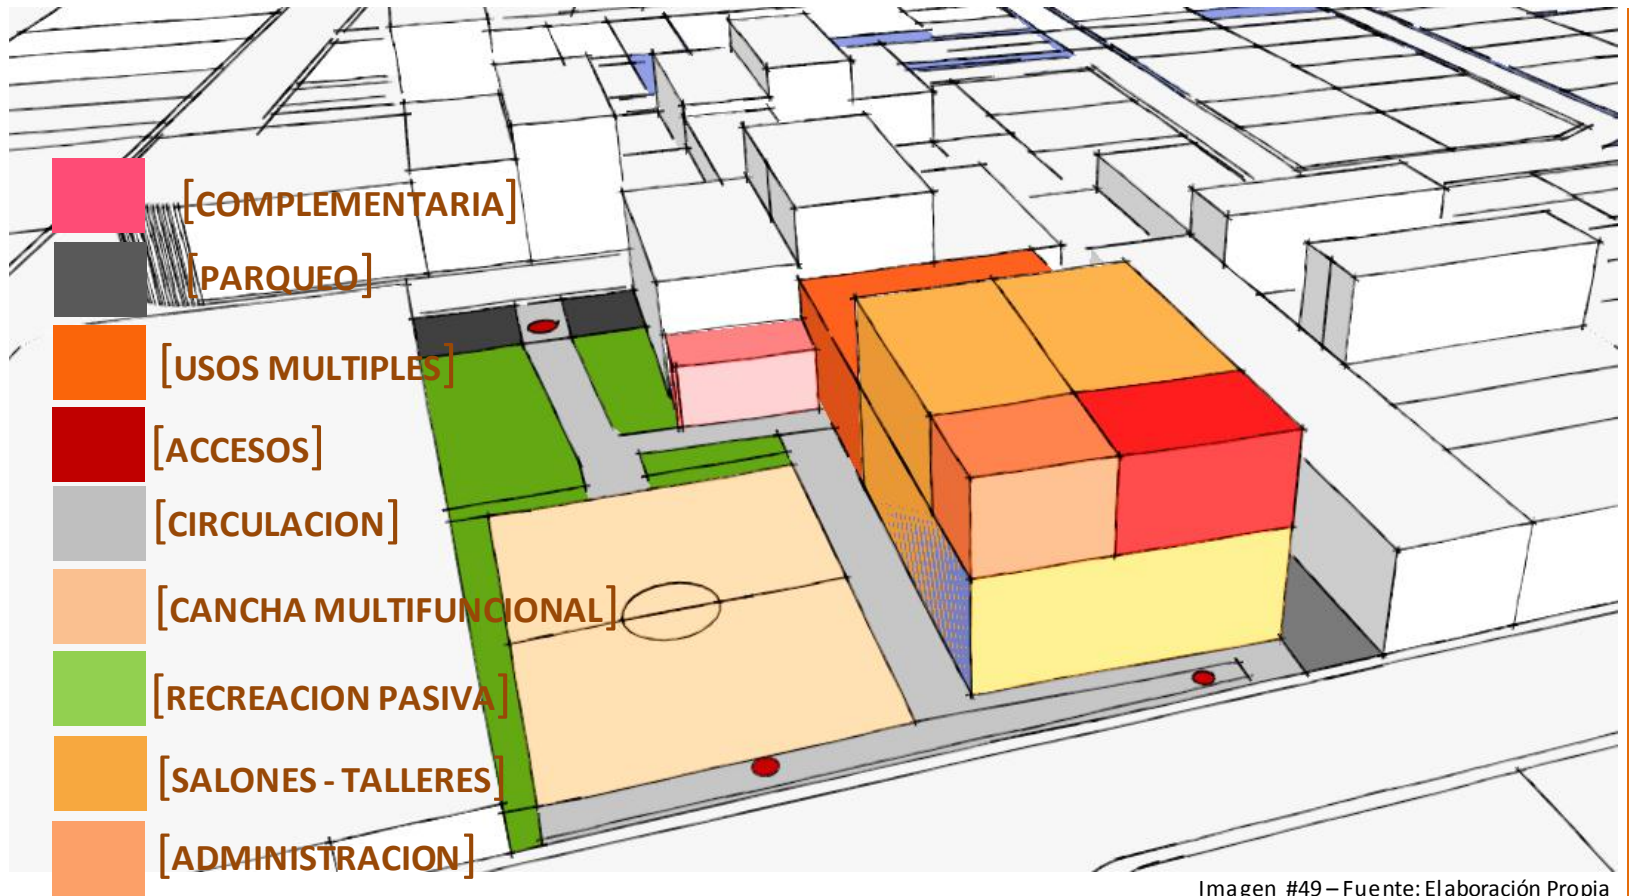 [COMPLEMENTARIA]
[PARQUEO]
[USOS MULTIPLES]
[ACCESOS]
[CIRCULACION]
[CANCHA MULTIFUNCIONAL]
[RECREACION PASIVA]
[SALONES - TALLERES]
[ADMINISTRACION]
Imagen #49 – Fuente: Elaboración Propia